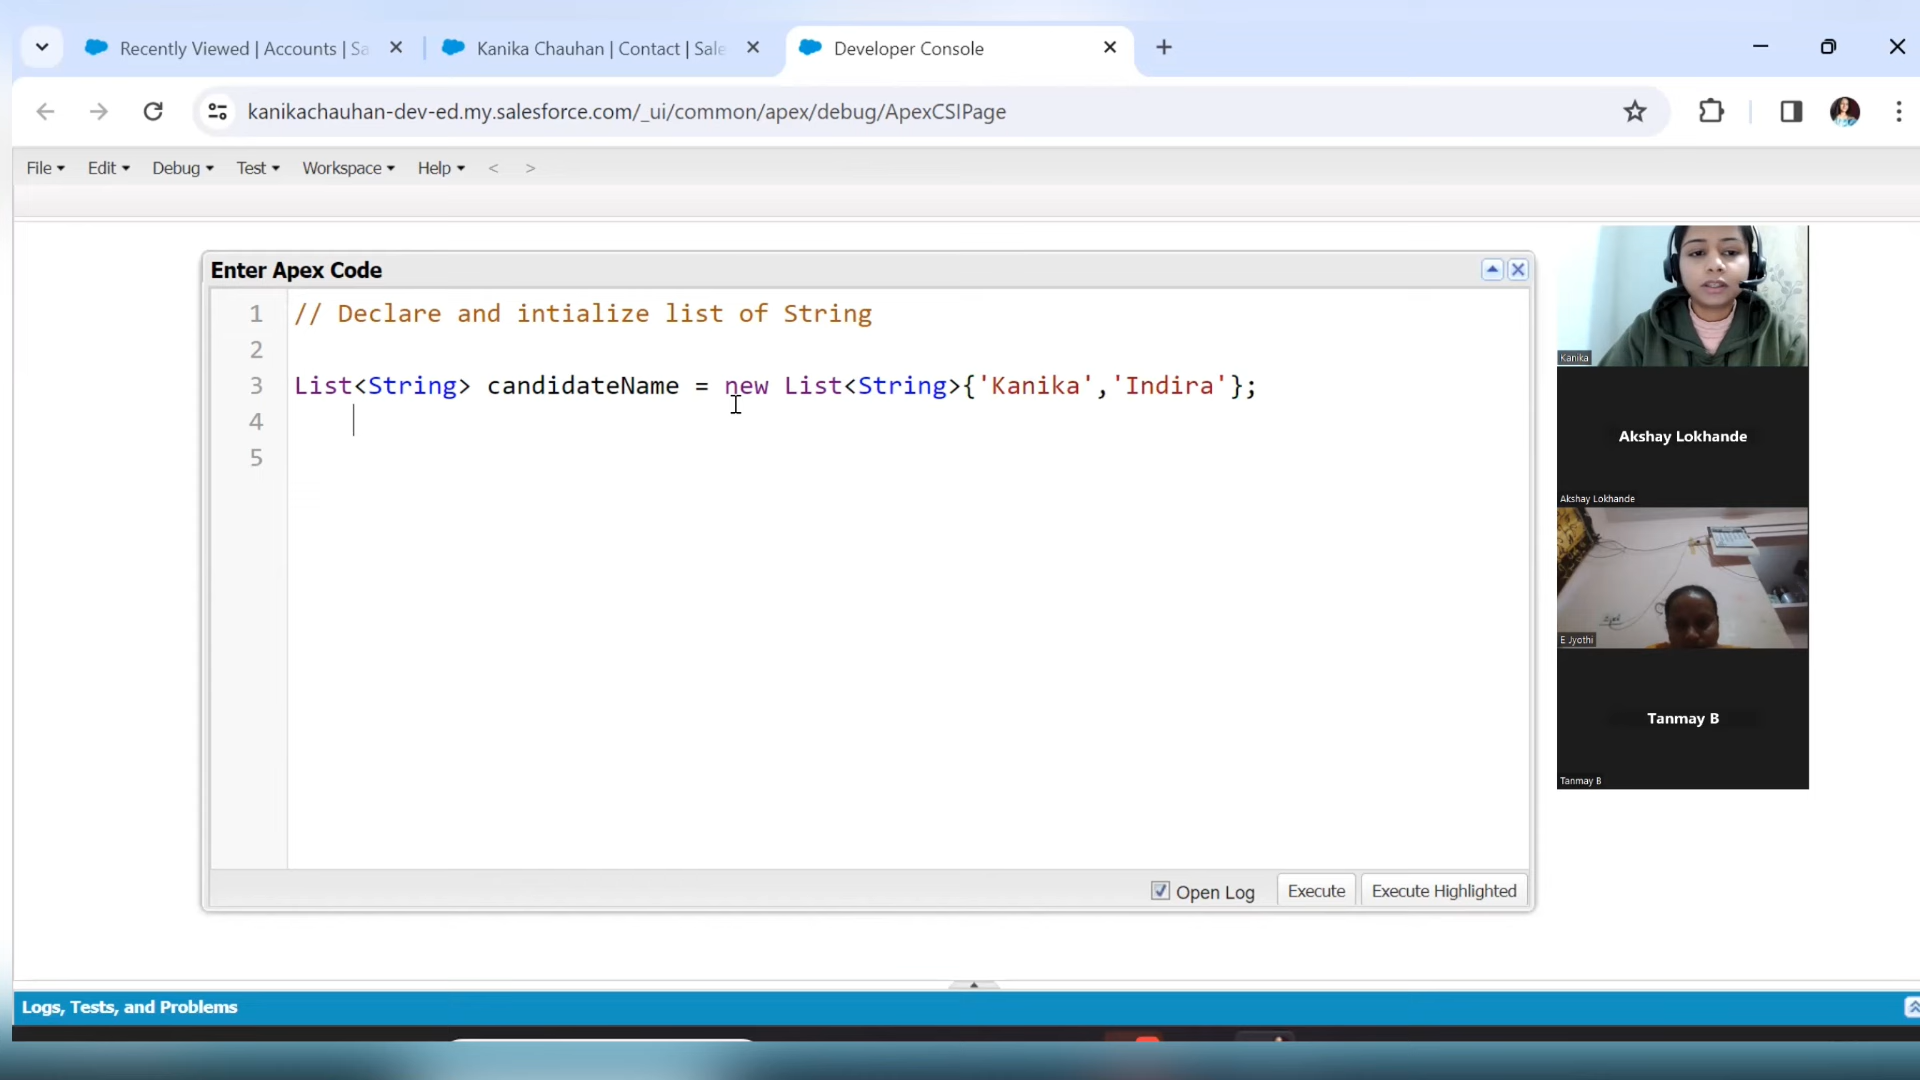 Recently Viewed | Accounts | Sa
Kanika Chauhan | Contact | Sale
Developer Console
kanikachauhan-dev-ed.my.salesforce.com/_ui/common/apex/debug/ApexCSIPage
File Edit Debug Test Workspace Help < >
Enter Apex Code
1 // Declare and intialize list of String
2
3 List<String> candidateName = new List<String>{'Kanika','Indira'};
4
5
Kanika
Akshay Lokhande
Akshay Lokhande
E Jyothi
Tanmay B
Tanmay B
Open Log Execute Execute Highlighted
Logs, Tests, and Problems